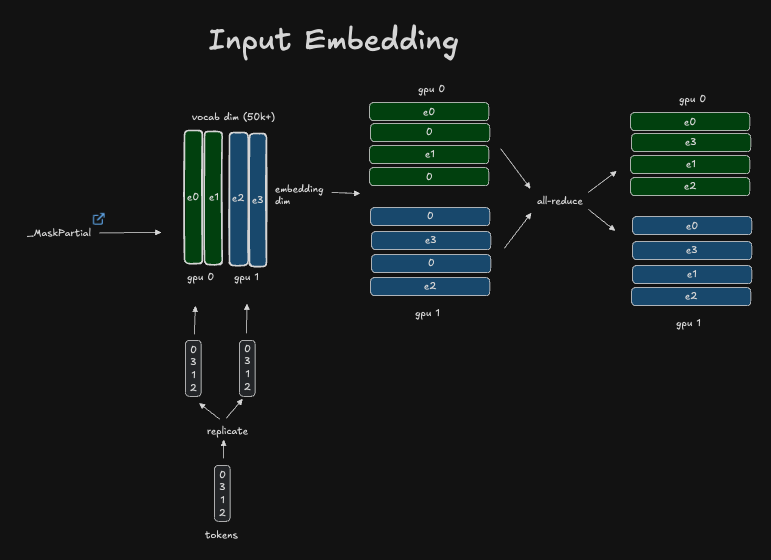 Input Embedding
vocab dim (50k+)
e0
e1
e2
e3
embedding
dim
_MaskPartial
gpu 0
gpu 1
0
3
1
2
0
3
1
2
replicate
0
3
1
2
tokens
gpu 0
e0
0
e1
0
0
e3
0
e2
gpu 1
all-reduce
gpu 0
e0
e3
e1
e2
e0
e3
e1
e2
gpu 1